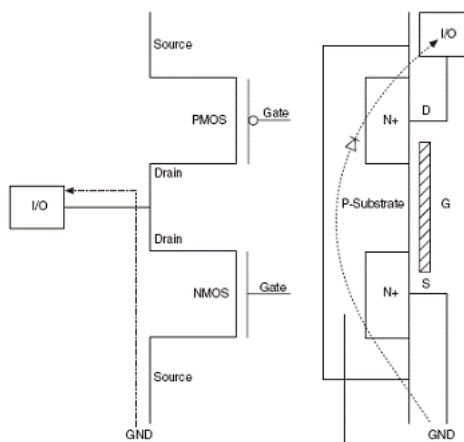 Source
PMOS
Gate
Drain
I/O
Drain
NMOS
Gate
Source
GND
I/O
D
N+
P-Substrate
G
S
N+
GND